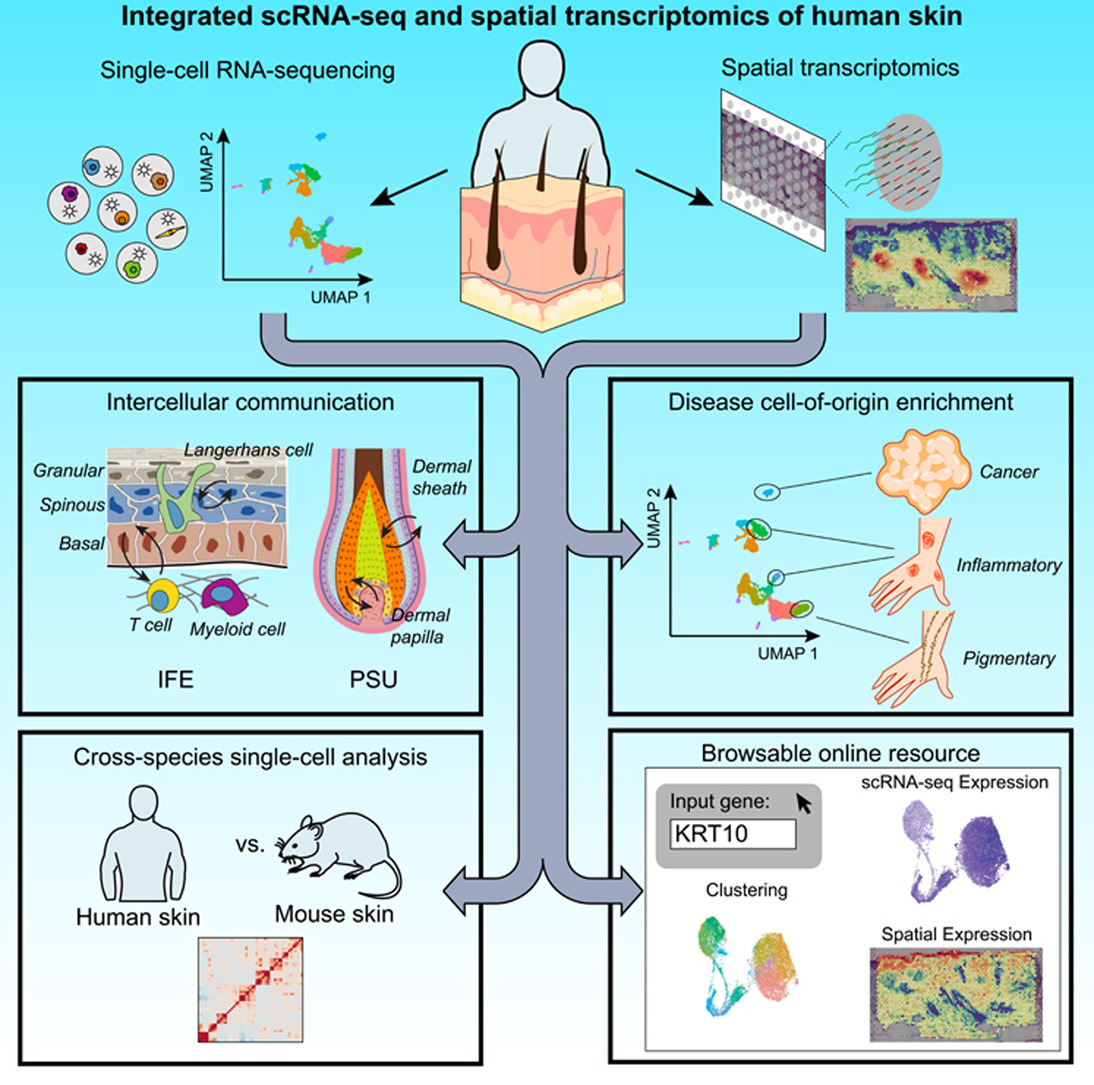 Integrated scRNA-seq and spatial transcriptomics of human skin
Single-cell RNA-sequencing
Spatial transcriptomics
UMAP 2
UMAP 1
Intercellular communication
Langerhans cell
Granular
Spinous
Basal
T cell
Myeloid cell
IFE
Dermal
sheath
Dermal
papilla
PSU
Disease cell-of-origin enrichment
UMAP 2
UMAP 1
Cancer
Inflammatory
Pigmentary
Cross-species single-cell analysis
vs.
Human skin
Mouse skin
Browsable online resource
Input gene:
KRT10
scRNA-seq Expression
Clustering
Spatial Expression